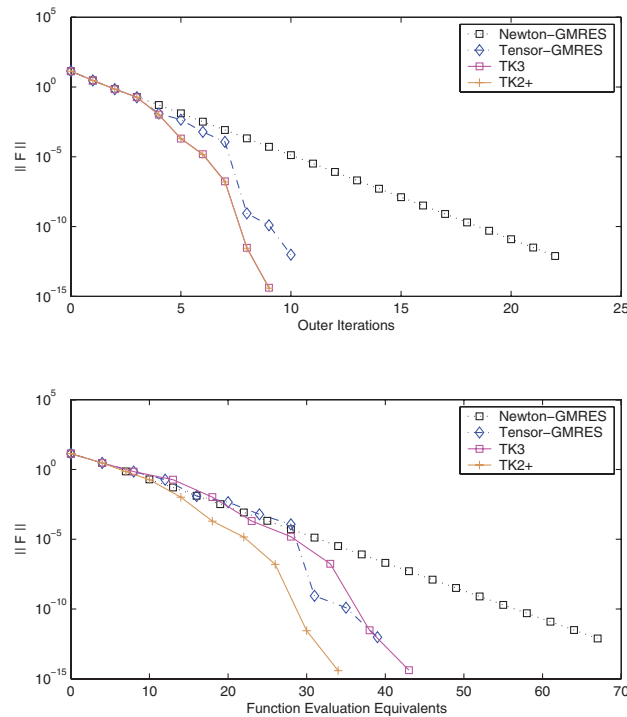 10^5
10^0
10^-5
10^-10
10^-15
|| F ||
0 5 10 15 20 25
Outer Iterations
Newton-GMRES
Tensor-GMRES
TK3
TK2+
10^5
10^0
10^-5
10^-10
10^-15
|| F ||
0 10 20 30 40 50 60 70
Function Evaluation Equivalents
Newton-GMRES
Tensor-GMRES
TK3
TK2+